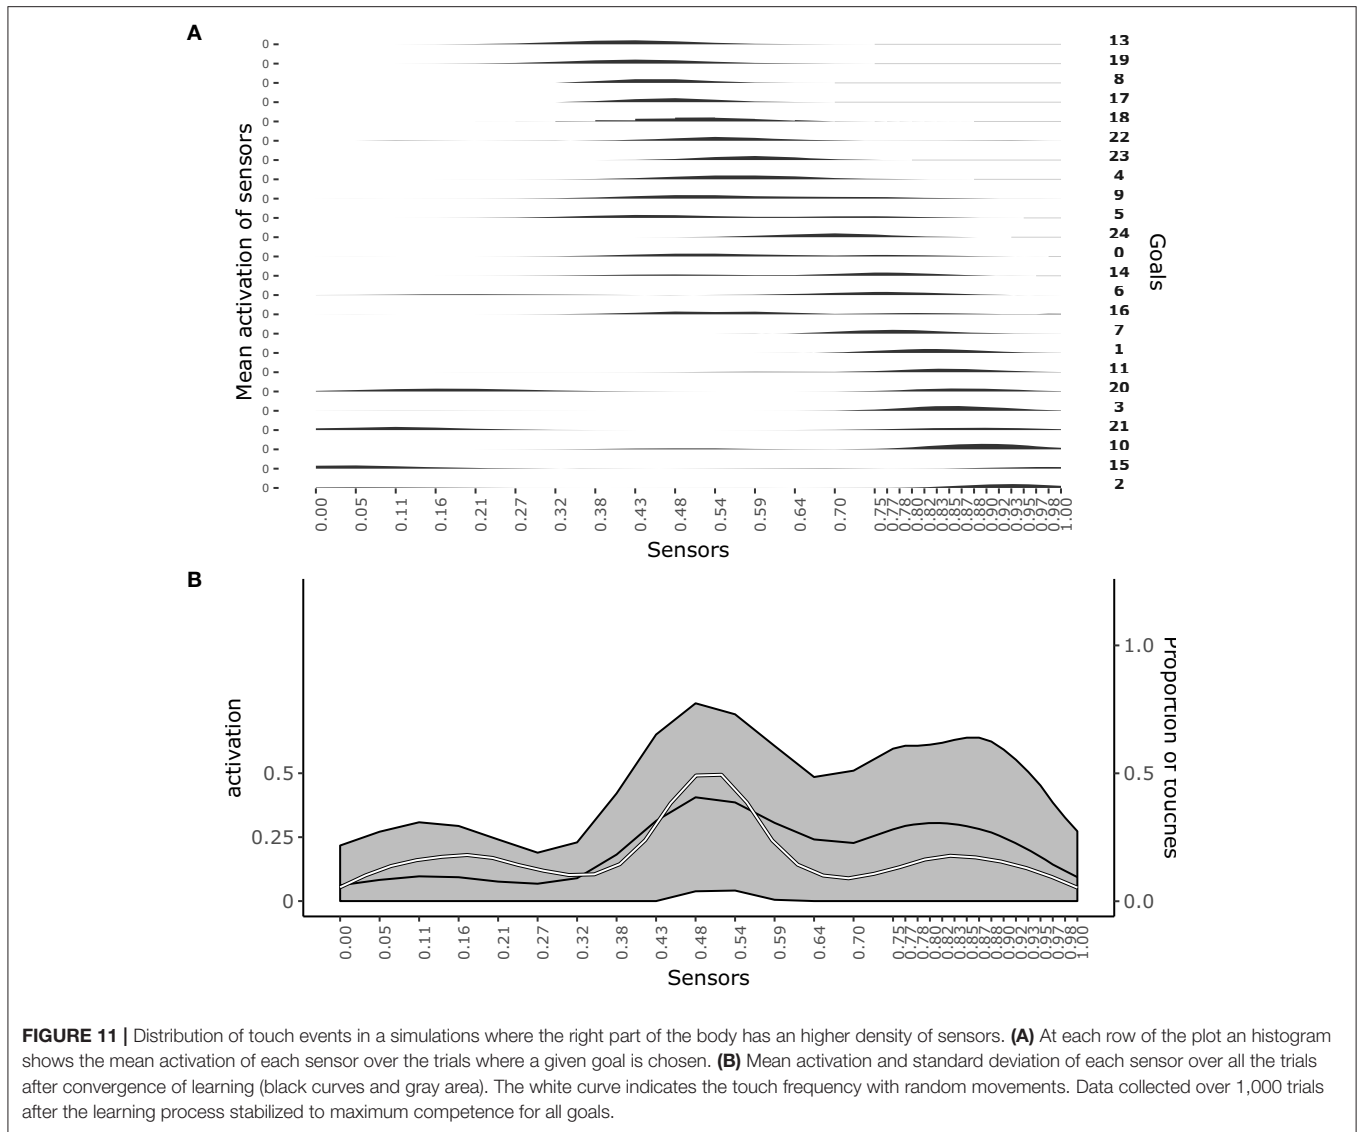 A
0 13
0 19
0 8
0 17
0 18
0 22
0 23
0 4
0 9
0 5
0 24
0 0
0 14
0 6
0 16
0 7
0 1
0 11
0 20
0 3
0 21
0 10
0 15
0 2
Mean activation of sensors
Goals
0.00 0.05 0.11 0.16 0.21 0.27 0.32 0.38 0.43 0.48 0.54 0.59 0.64 0.70 0.75 0.77 0.78 0.80 0.82 0.83 0.85 0.87 0.88 0.90 0.92 0.93 0.95 0.97 0.98 1.00
Sensors
B
1.0
0.5 0.5
0.25
0 0.0
activation
Proportion of touches
0.00 0.05 0.11 0.16 0.21 0.27 0.32 0.38 0.43 0.48 0.54 0.59 0.64 0.70 0.75 0.77 0.78 0.80 0.82 0.83 0.85 0.87 0.88 0.90 0.92 0.93 0.95 0.97 0.98 1.00
Sensors
FIGURE 11 | Distribution of touch events in a simulations where the right part of the body has an higher density of sensors. (A) At each row of the plot an histogram
shows the mean activation of each sensor over the trials where a given goal is chosen. (B) Mean activation and standard deviation of each sensor over all the trials
after convergence of learning (black curves and gray area). The white curve indicates the touch frequency with random movements. Data collected over 1,000 trials
after the learning process stabilized to maximum competence for all goals.